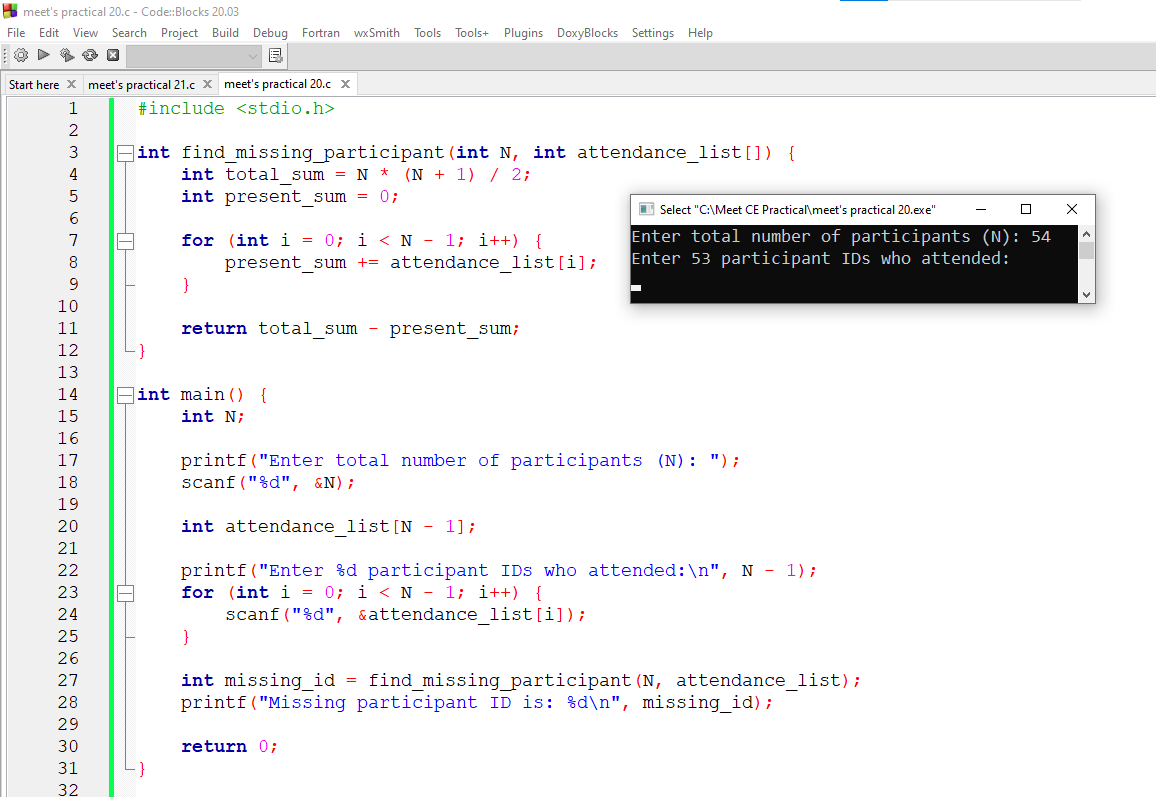 meet's practical 20.c - Code::Blocks 20.03
File Edit View Search Project Build Debug Fortran wxSmith Tools Tools+ Plugins DoxyBlocks Settings Help
Start here meet's practical 21.c meet's practical 20.c
1 #include <stdio.h>
2
3 int find_missing_participant(int N, int attendance_list[]) {
4 int total_sum = N * (N + 1) / 2;
5 int present_sum = 0;
6
7 for (int i = 0; i < N - 1; i++) {
8 present_sum += attendance_list[i];
9 }
10
11 return total_sum - present_sum;
12 }
13
14 int main() {
15 int N;
16
17 printf("Enter total number of participants (N): ");
18 scanf("%d", &N);
19
20 int attendance_list[N - 1];
21
22 printf("Enter %d participant IDs who attended:\n", N - 1);
23 for (int i = 0; i < N - 1; i++) {
24 scanf("%d", &attendance_list[i]);
25 }
26
27 int missing_id = find_missing_participant(N, attendance_list);
28 printf("Missing participant ID is: %d\n", missing_id);
29
30 return 0;
31 }
32
Select "C:\Meet CE Practical\meet's practical 20.exe"
Enter total number of participants (N): 54
Enter 53 participant IDs who attended: